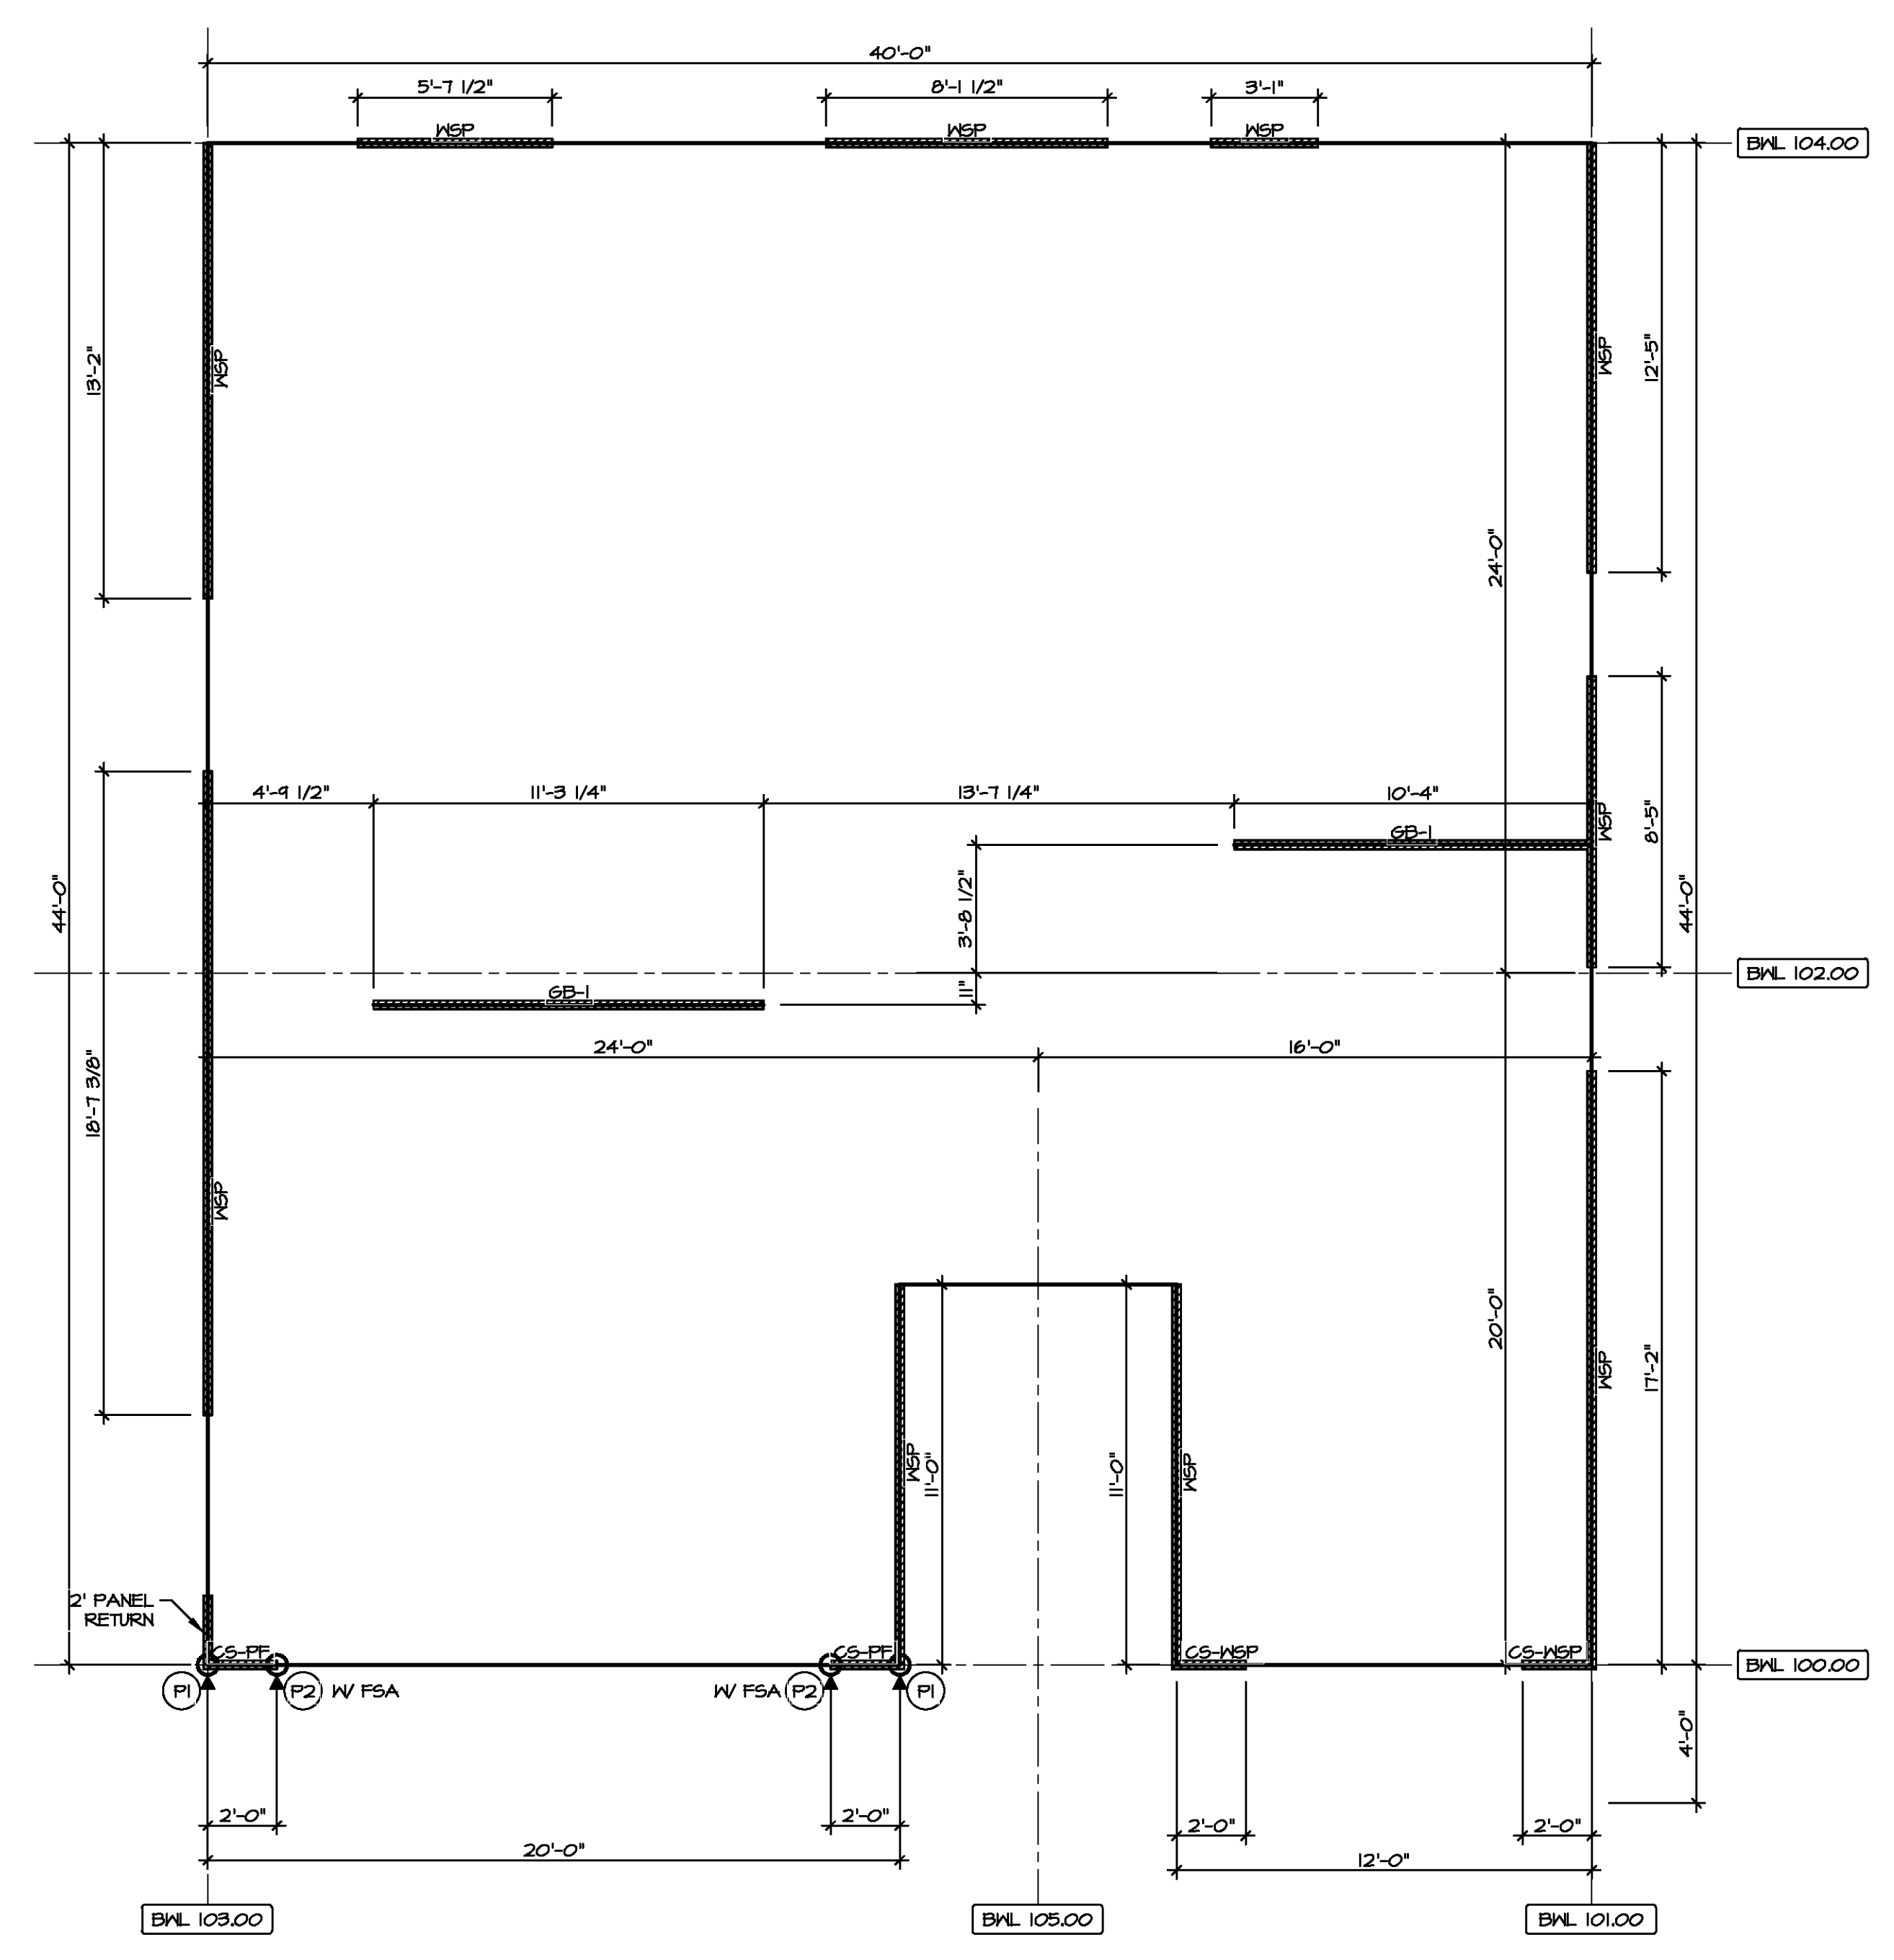 40'-0"
5'-7 1/2"
8'-1 1/2"
3'-1"
WSP
WSP
WSP
BWL 104.00
13'-2"
WSP
WSP
12'-5"
24'-0"
4'-9 1/2"
11'-3 1/4"
13'-7 1/4"
10'-4"
WSP
8'-5"
GB-1
44'-0"
3'-8 1/2"
44'-0"
BWL 102.00
GB-1
11"
24'-0"
16'-0"
18'-7 3/8"
WSP
20'-0"
WSP
17'-2"
WSP
11'-0"
11'-0"
WSP
2' PANEL
RETURN
CS-PF
CS-PF
CS-WSP
CS-WSP
BWL 100.00
P1
P2
W/ FSA
W/ FSA
P2
P1
4'-0"
2'-0"
2'-0"
2'-0"
2'-0"
20'-0"
12'-0"
BWL 103.00
BWL 105.00
BWL 101.00